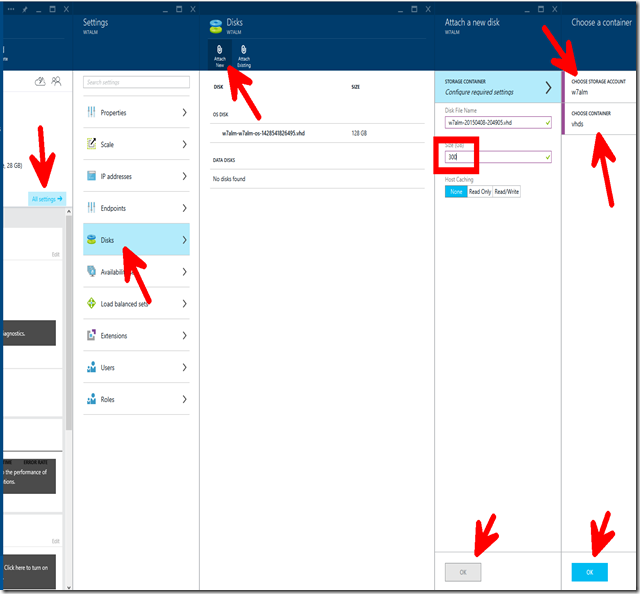 Settings
W7ALM
Disks
W7ALM
Attach New
Attach Existing
Attach a new disk
W7ALM
Choose a container
, 28 GB)
All settings →
Edit
iagnostics.
the performance of
tions.
Edit
Click here to turn on
Search settings
Properties
Scale
IP addresses
Endpoints
Disks
Load balanced sets
Extensions
Users
Roles
DISK
SIZE
OS DISK
w7alm-w7alm-os-1428541826495.vhd
128 GB
DATA DISKS
No disks found
STORAGE CONTAINER
Configure required settings
Disk File Name
w7alm-20150408-204905.vhd
Size (GB)
300
Host Caching
None
Read Only
Read/Write
OK
CHOOSE STORAGE ACCOUNT
w7alm
CHOOSE CONTAINER
vhds
OK